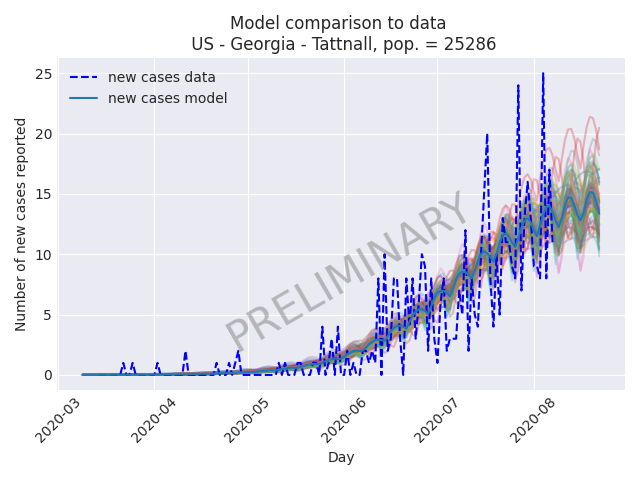 Model comparison to data
US - Georgia - Tattnall, pop. = 25286
new cases data
new cases model
PRELIMINARY
Number of new cases reported
25
20
15
10
5
0
2020-03
2020-04
2020-05
2020-06
2020-07
2020-08
Day